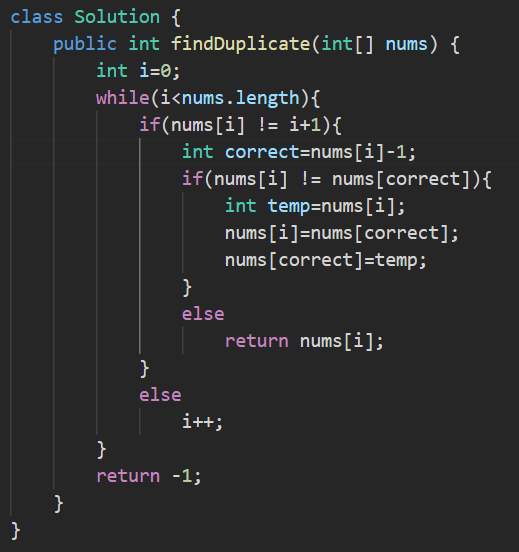 class Solution {
    public int findDuplicate(int[] nums) {
        int i=0;
        while(i<nums.length){
            if(nums[i] != i+1){
                int correct=nums[i]-1;
                if(nums[i] != nums[correct]){
                    int temp=nums[i];
                    nums[i]=nums[correct];
                    nums[correct]=temp;
                }
                else
                    return nums[i];
            }
            else
                i++;
        }
        return -1;
    }
}